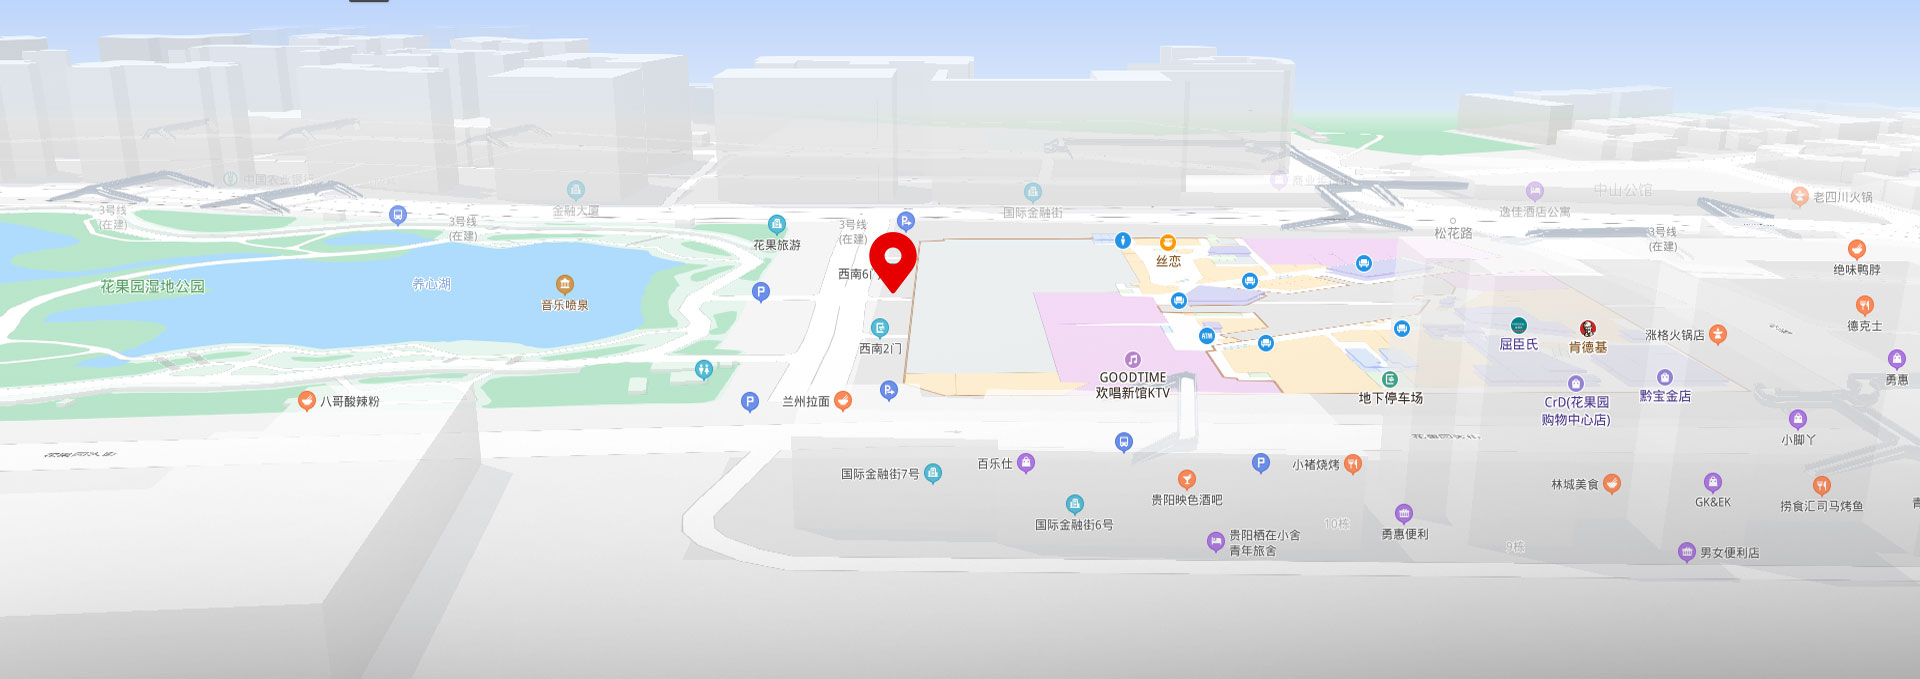 中国农业银行
金融大厦
国际金融街
逸佳酒店公寓
中山公馆
老四川火锅
3号线
(在建)
3号线
(在建)
3号线
(在建)
3号线
(在建)
松花路
花果旅游
西南6门
丝恋
绝味鸭脖
花果园湿地公园
养心湖
音乐喷泉
P
德克士
西南2门
ATM
屈臣氏
肯德基
涨格火锅店
GOODTIME
欢唱新馆KTV
地下停车场
CrD(花果园
购物中心店)
黔宝金店
勇惠
八哥酸辣粉
P
兰州拉面
小脚丫
国际金融街7号
百乐仕
P
小褚烧烤
贵阳映色酒吧
国际金融街6号
林城美食
GK&EK
捞食汇司马烤鱼
贵阳栖在小舍
青年旅舍
10栋
勇惠便利
9栋
男女便利店